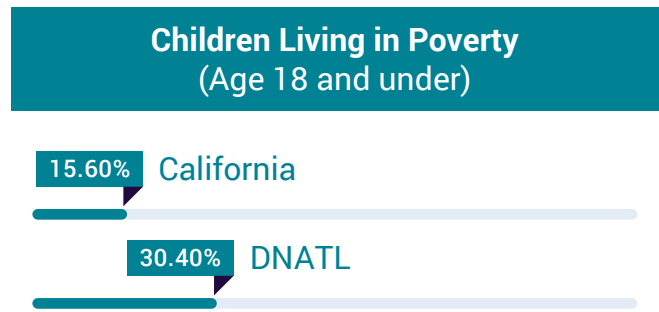 Children Living in Poverty
(Age 18 and under)
15.60% California
30.40% DNATL